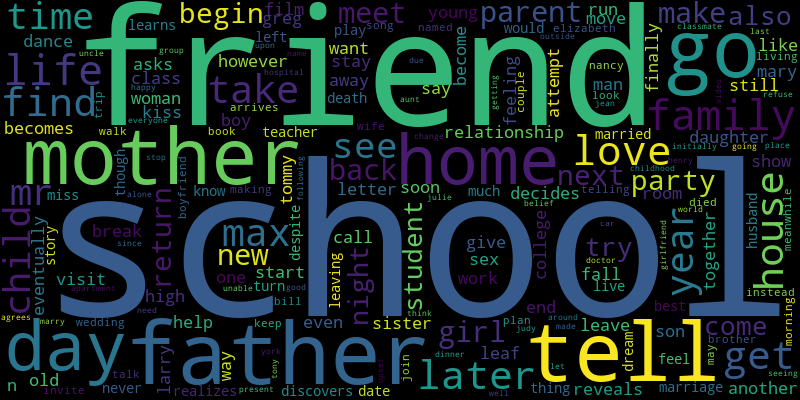 time
friend
begin
film
greg
meet
young
parent
run
move
make
also
dance
learns
left
play
song
named
would
elizabeth
classmate
last
uncle
group
upon
name
due
outside
finally
go
like
living
life
asks
class
however
want
stay
become
feeling
couple
attempt
nancy
man
mary
still
find
trip
happy
woman
kiss
take
hospital
away
death
say
getting
look
jean
family
refuse
becomes
walk
everyone
boy
arrives
book
teacher
aunt
wife
relationship
married
daughter
initially
going
place
mother
though
stop
see
home
change
love
show
mr
miss
alone
boyfriend
know
making
tommy
following
back
letter
soon
julie
much
next
decides
telling
party
room
childhood
henry
died
world
child
return
school
max
despite
student
belief
year
together
house
husband
meanwhile
eventually
story
break
since
new
one
call
night
give
sex
college
try
car
girlfriend
visit
apartment
high
need
unable
start
turn
good
bill
leaving
work
doctor
fall
live
best
instead
morning
agrees
marry
wedding
help
keep
even
sister
think
girl
plan
judy
end
around
made
leave
son
feel
may
come
brother
day
father
larry
way
york
tony
join
dinner
later
leaf
well
tell
let
dream
get
seeing
n
old
invite
talk
never
realizes
present
discovers
date
thing
reveals
marriage
another